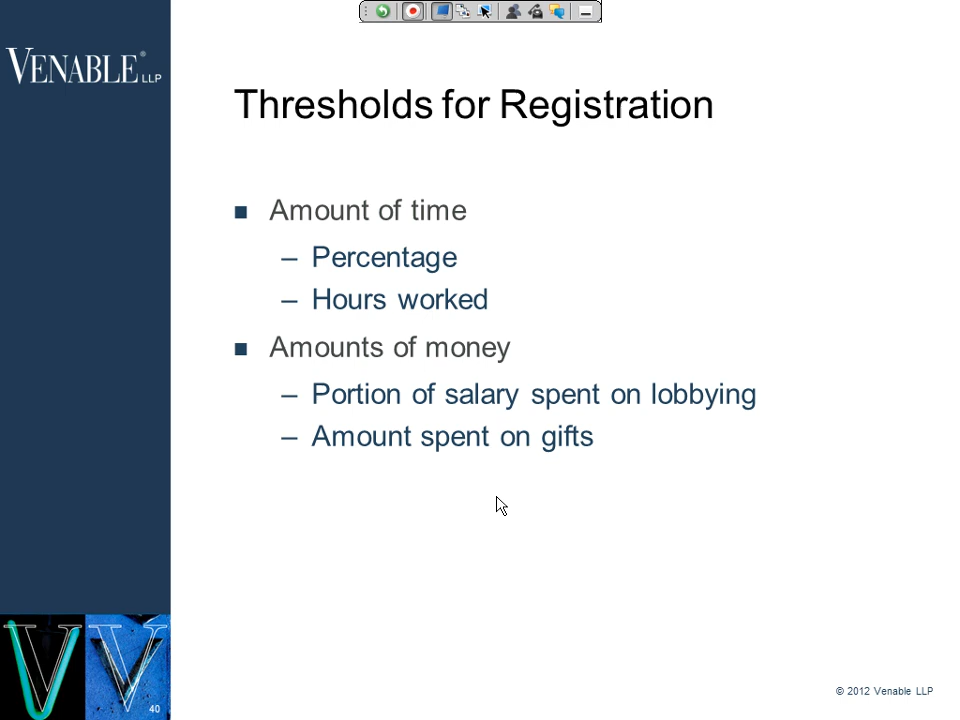 VENABLE® LLP
Thresholds for Registration
■ Amount of time
– Percentage
– Hours worked
■ Amounts of money
– Portion of salary spent on lobbying
– Amount spent on gifts
© 2012 Venable LLP
V V
40